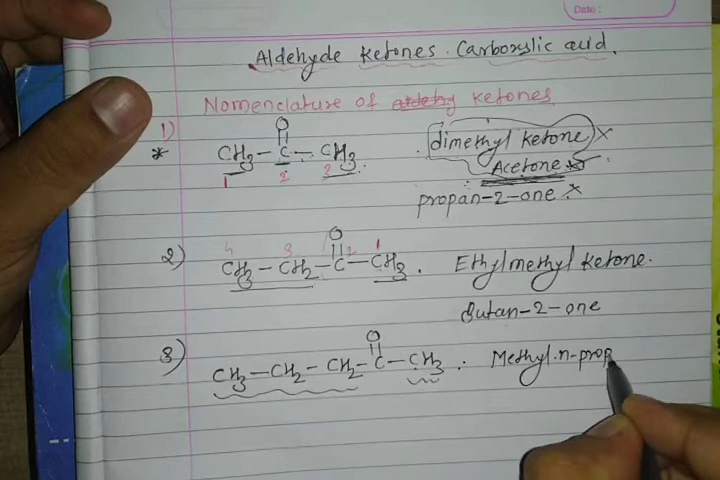 Date:
Aldehyde Ketones. Carboxylic acid.
Nomenclature of ketones
1)
O
* CH3 — C — CH3
1 2 3
dimethyl ketone ×
Acetone
propan-2-one ×
2)
O
4 3 2 1
CH3 — CH2 — C — CH3 . Ethylmethyl ketone.
Butan-2-one
3)
O
CH3 — CH2 — CH2 — C — CH3 . Methyl.n-prop